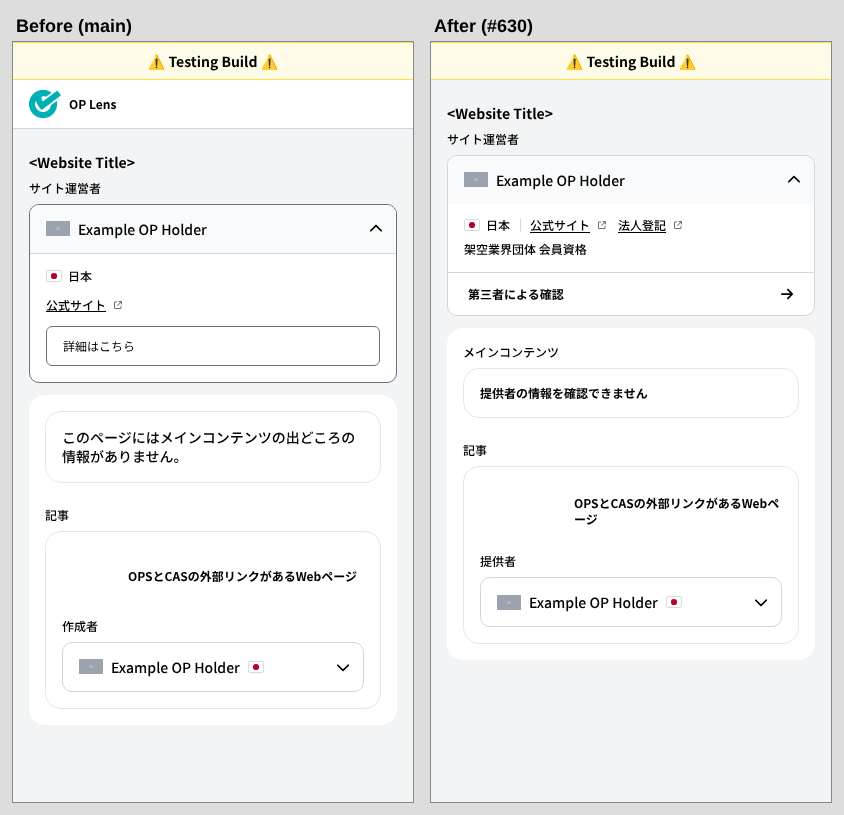 Before (main)
⚠️ Testing Build ⚠️
OP Lens
<Website Title>
サイト運営者
Example OP Holder
日本
公式サイト
詳細はこちら
このページにはメインコンテンツの出どころの
情報がありません。
記事
OPSとCASの外部リンクがあるWebページ
作成者
Example OP Holder
After (#630)
⚠️ Testing Build ⚠️
<Website Title>
サイト運営者
Example OP Holder
日本 公式サイト 法人登記
架空業界団体 会員資格
第三者による確認
メインコンテンツ
提供者の情報を確認できません
記事
OPSとCASの外部リンクがあるWebペ
ージ
提供者
Example OP Holder